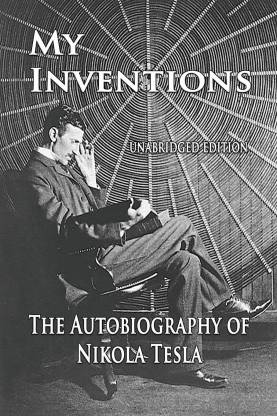 My
Inventions
Unabridged Edition
The Autobiography of
Nikola Tesla